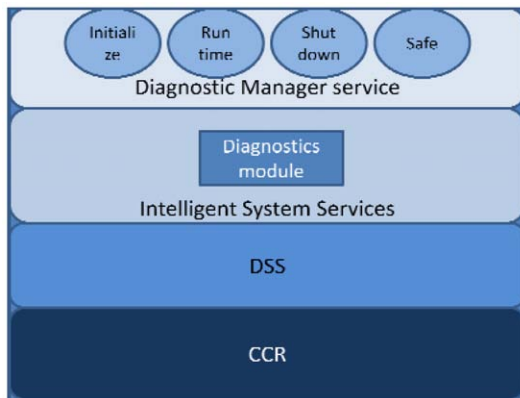 Initiali
ze
Run
time
Shut
down
Safe
Diagnostic Manager service
Diagnostics
module
Intelligent System Services
DSS
CCR